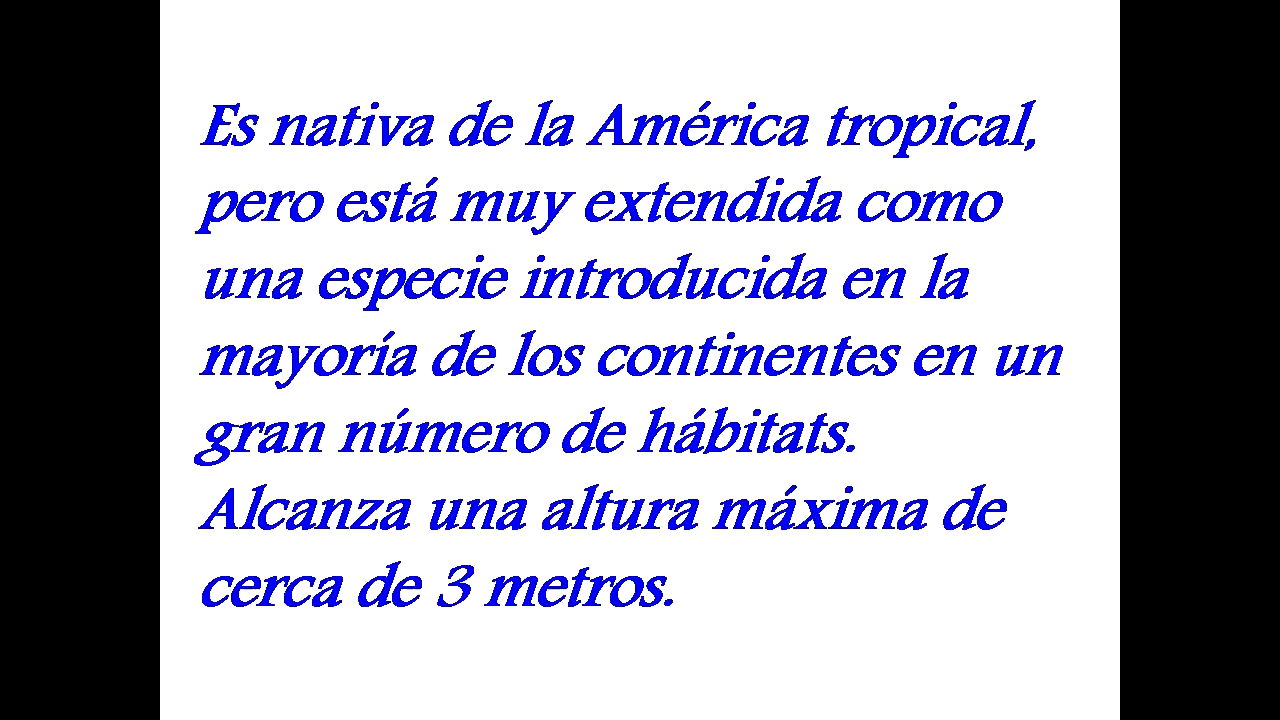 Es nativa de la América tropical,
pero está muy extendida como
una especie introducida en la
mayoría de los continentes en un
gran número de hábitats.
Alcanza una altura máxima de
cerca de 3 metros.